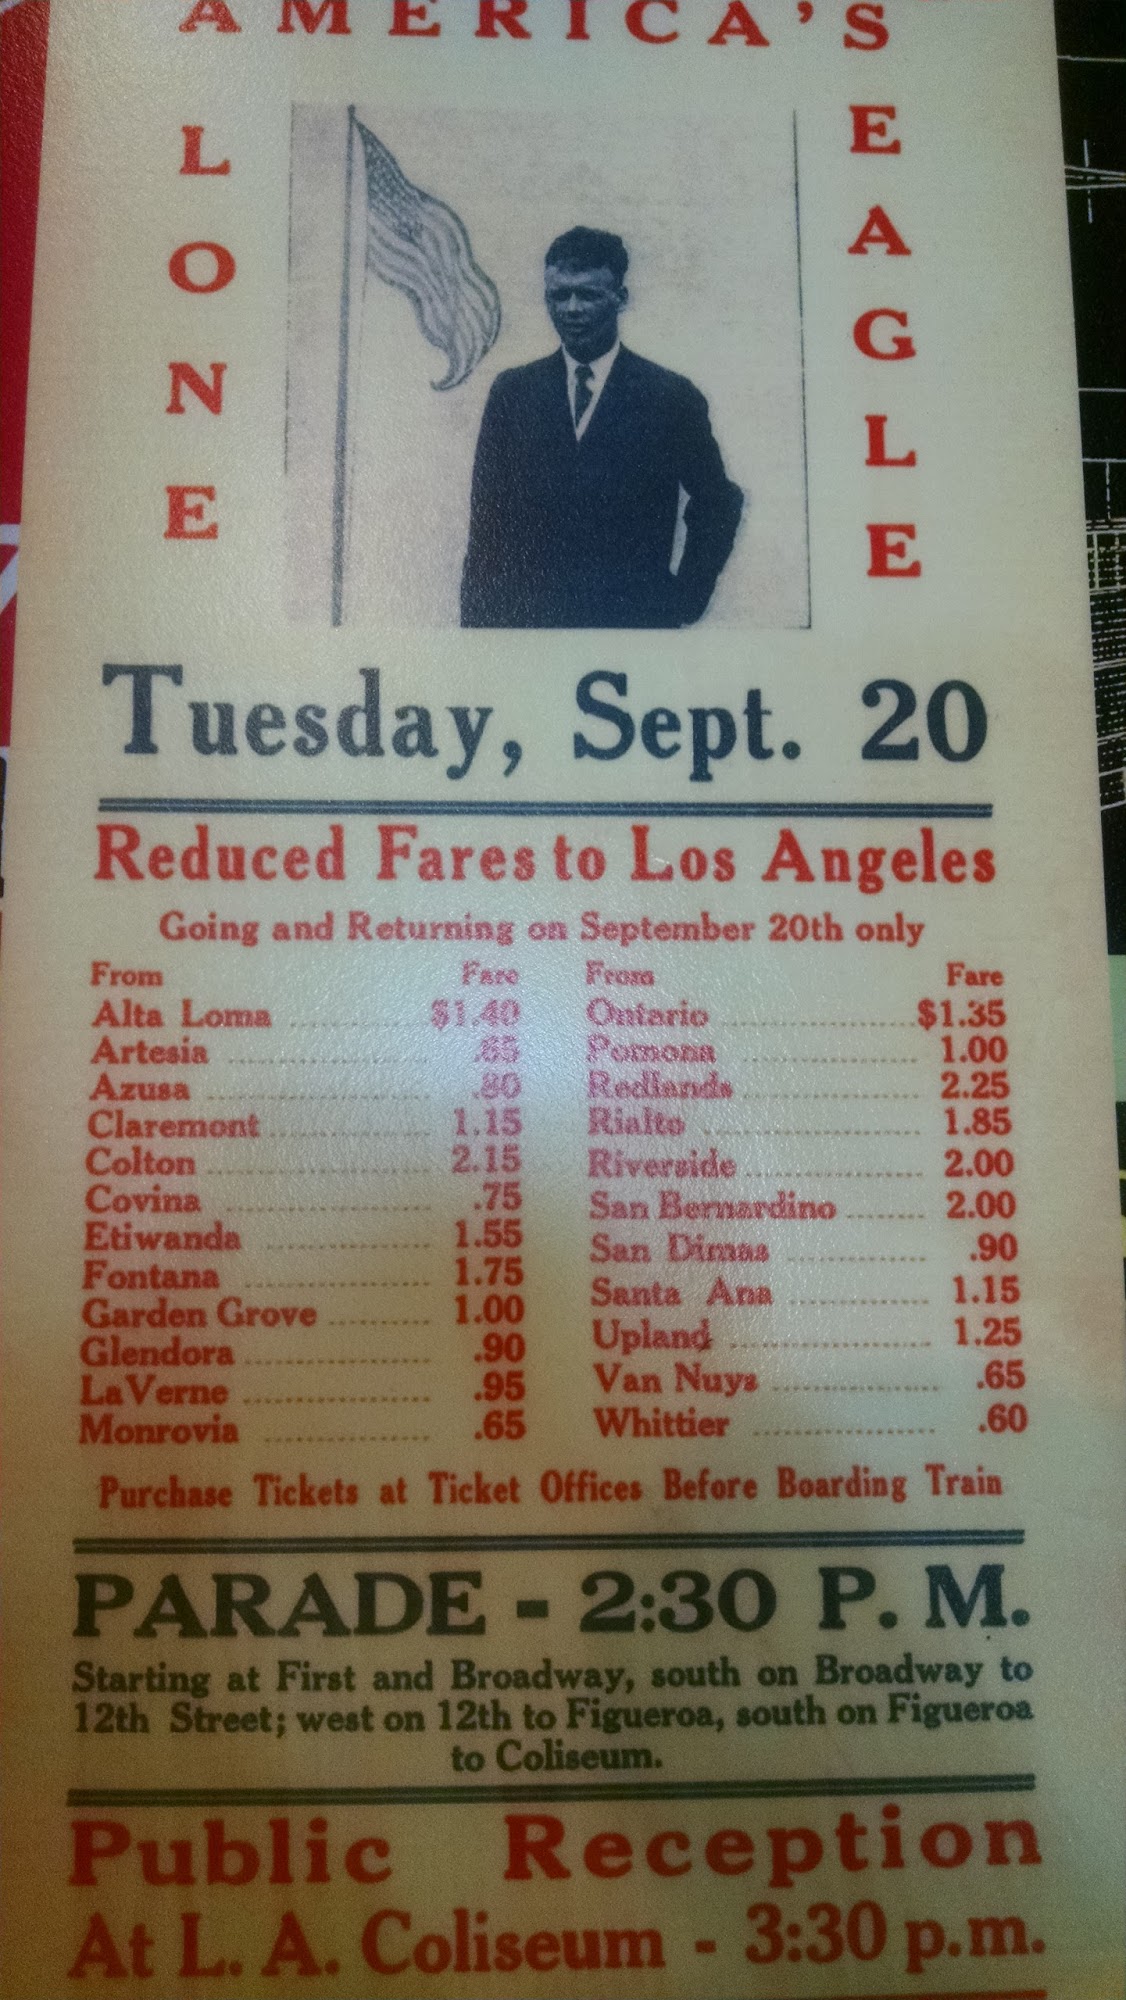 AMERICA'S
LONE
EAGLE
Tuesday, Sept. 20
Reduced Fares to Los Angeles
Going and Returning on September 20th only
From Fare From Fare
Alta Loma $1.40 Ontario $1.35
Artesia .65 Pomona 1.00
Azusa .80 Redlands 2.25
Claremont 1.15 Rialto 1.85
Colton 2.15 Riverside 2.00
Covina .75 San Bernardino 2.00
Etiwanda 1.55 San Dimas .90
Fontana 1.75 Santa Ana 1.15
Garden Grove 1.00 Upland 1.25
Glendora .90 Van Nuys .65
La Verne .95 Whittier .60
Monrovia .65
Purchase Tickets at Ticket Offices Before Boarding Train
PARADE - 2:30 P. M.
Starting at First and Broadway, south on Broadway to
12th Street; west on 12th to Figueroa, south on Figueroa
to Coliseum.
Public Reception
At L. A. Coliseum - 3:30 p.m.